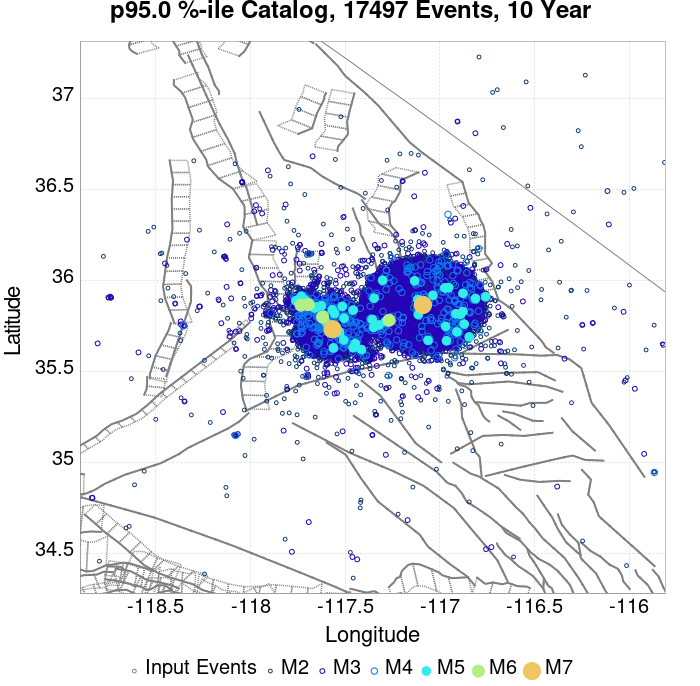 p95.0 %-ile Catalog, 17497 Events, 10 Year
Latitude
37
36.5
36
35.5
35
34.5
-118.5 -118 -117.5 -117 -116.5 -116
Longitude
Input Events M2 M3 M4 M5 M6 M7